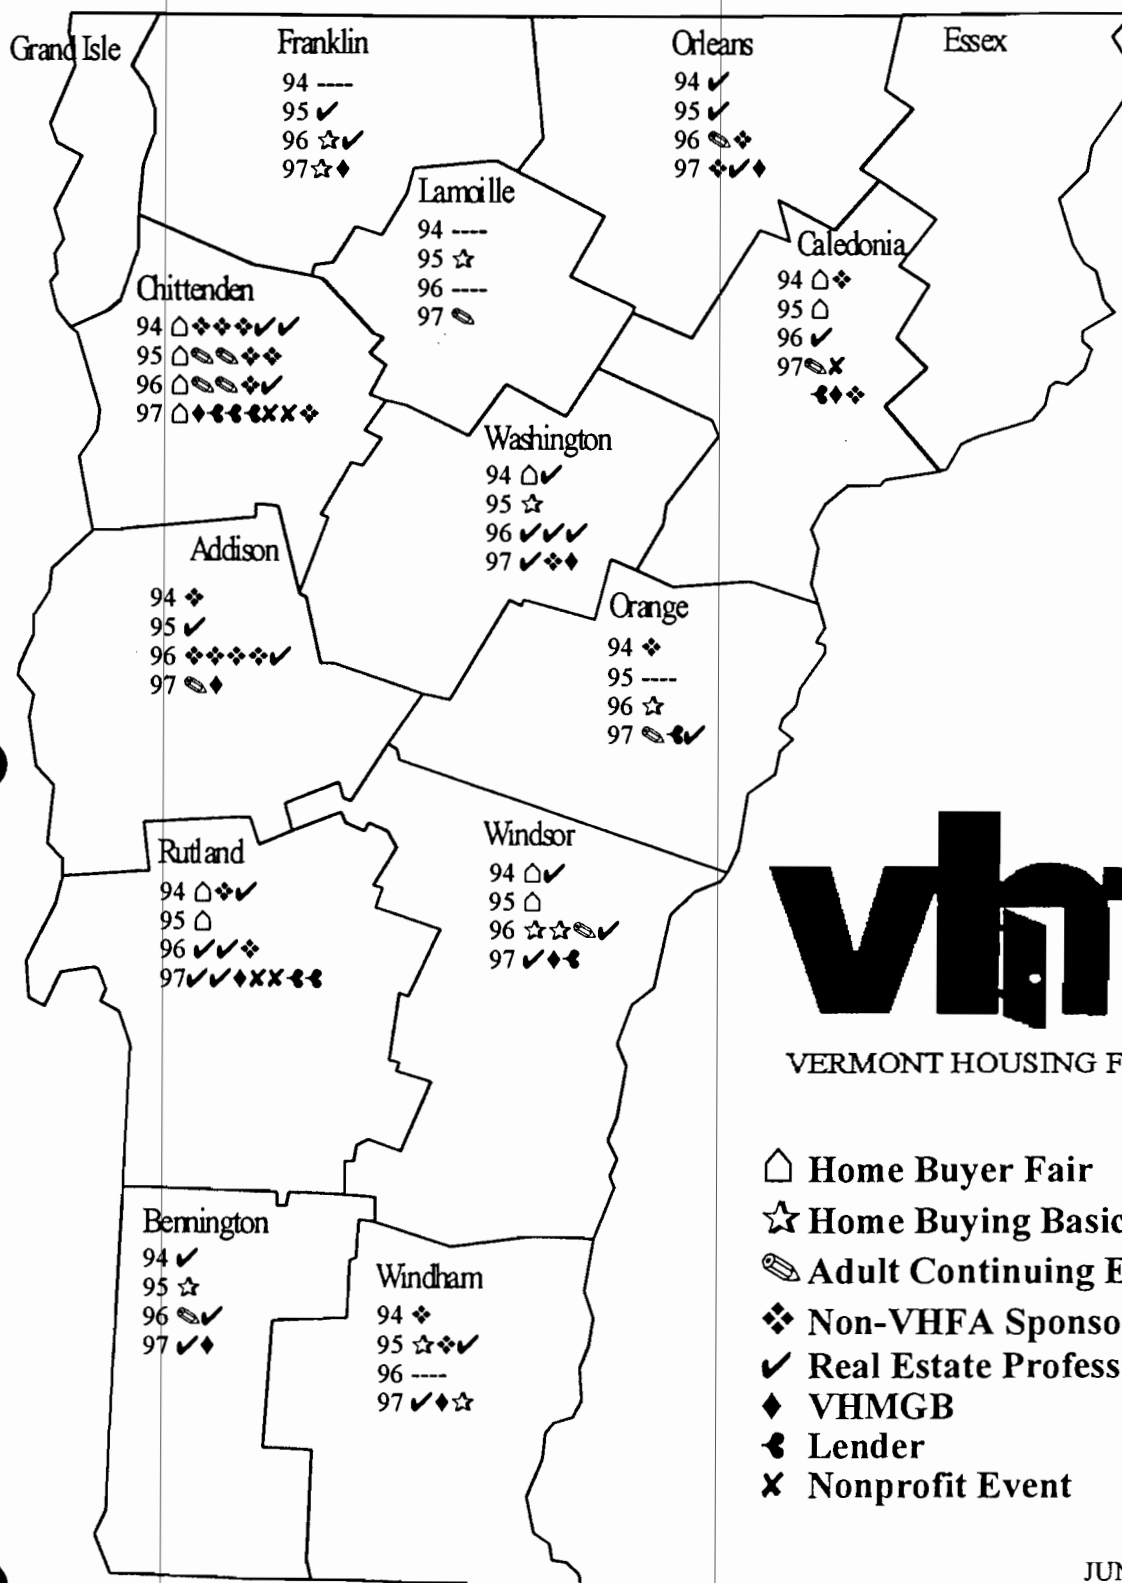 Grand Isle
Franklin
94 ----
95 ✔
96 ☆✔
97 ☆♦
Orleans
94 ✔
95 ✔
96 ✎❖
97 ❖✔♦
Essex
Lamoille
94 ----
95 ☆
96 ----
97 ✎
Caledonia
94 ⌂❖
95 ⌂
96 ✔
97 ✎✘
❧♦❖
Chittenden
94 ⌂❖❖❖✔✔
95 ⌂✎✎❖❖
96 ⌂✎✎❖✔
97 ⌂♦❧❧❧✘✘❖
Washington
94 ⌂✔
95 ☆
96 ✔✔✔
97 ✔❖♦
Addison
94 ❖
95 ✔
96 ❖❖❖❖✔
97 ✎♦
Orange
94 ❖
95 ----
96 ☆
97 ✎❧✔
Rutland
94 ⌂❖✔
95 ⌂
96 ✔✔❖
97 ✔✔♦✘✘❧❧
Windsor
94 ⌂✔
95 ⌂
96 ☆☆✎✔
97 ✔♦❧
vh
VERMONT HOUSING F
Bennington
94 ✔
95 ☆
96 ✎✔
97 ✔♦
Windham
94 ❖
95 ☆❖✔
96 ----
97 ✔♦☆
⌂ Home Buyer Fair
☆ Home Buying Basic
✎ Adult Continuing E
❖ Non-VHFA Sponso
✔ Real Estate Profess
♦ VHMGB
❧ Lender
✘ Nonprofit Event
JUN